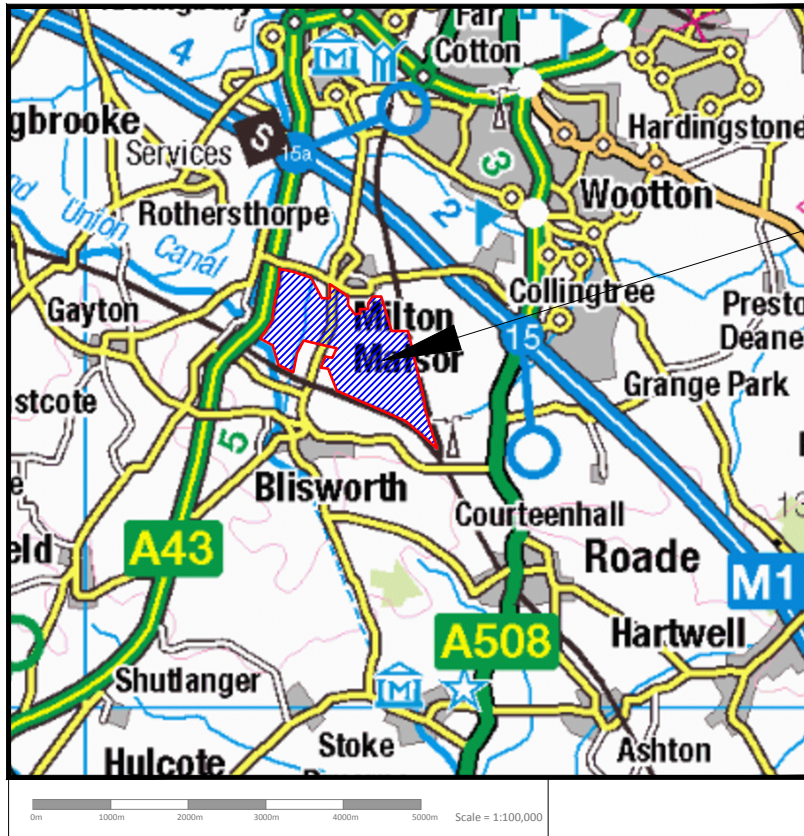 4
Far
Cotton
gbrooke
S
Services
15a
3
Hardingstone
nd Union Canal
Rothersthorpe
2
Wootton
Gayton
Collingtree
Milton
Presto
Deane
15
Grange Park
stcote
5
e
Blisworth
Courteenhall
A43
eld
Roade
M1
A508
Hartwell
Shutlanger
Stoke
Ashton
Hulcote
0m 1000m 2000m 3000m 4000m 5000m Scale = 1:100,000